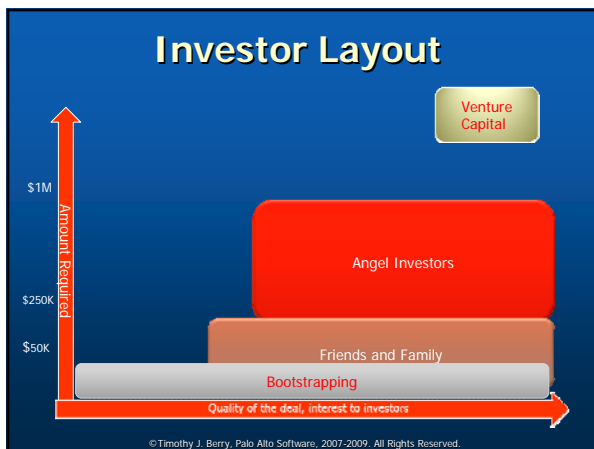 Investor Layout
Venture
Capital
$1M
Amount Required
Angel Investors
$250K
$50K
Friends and Family
Bootstrapping
Quality of the deal, interest to investors
©Timothy J. Berry, Palo Alto Software, 2007-2009. All Rights Reserved.